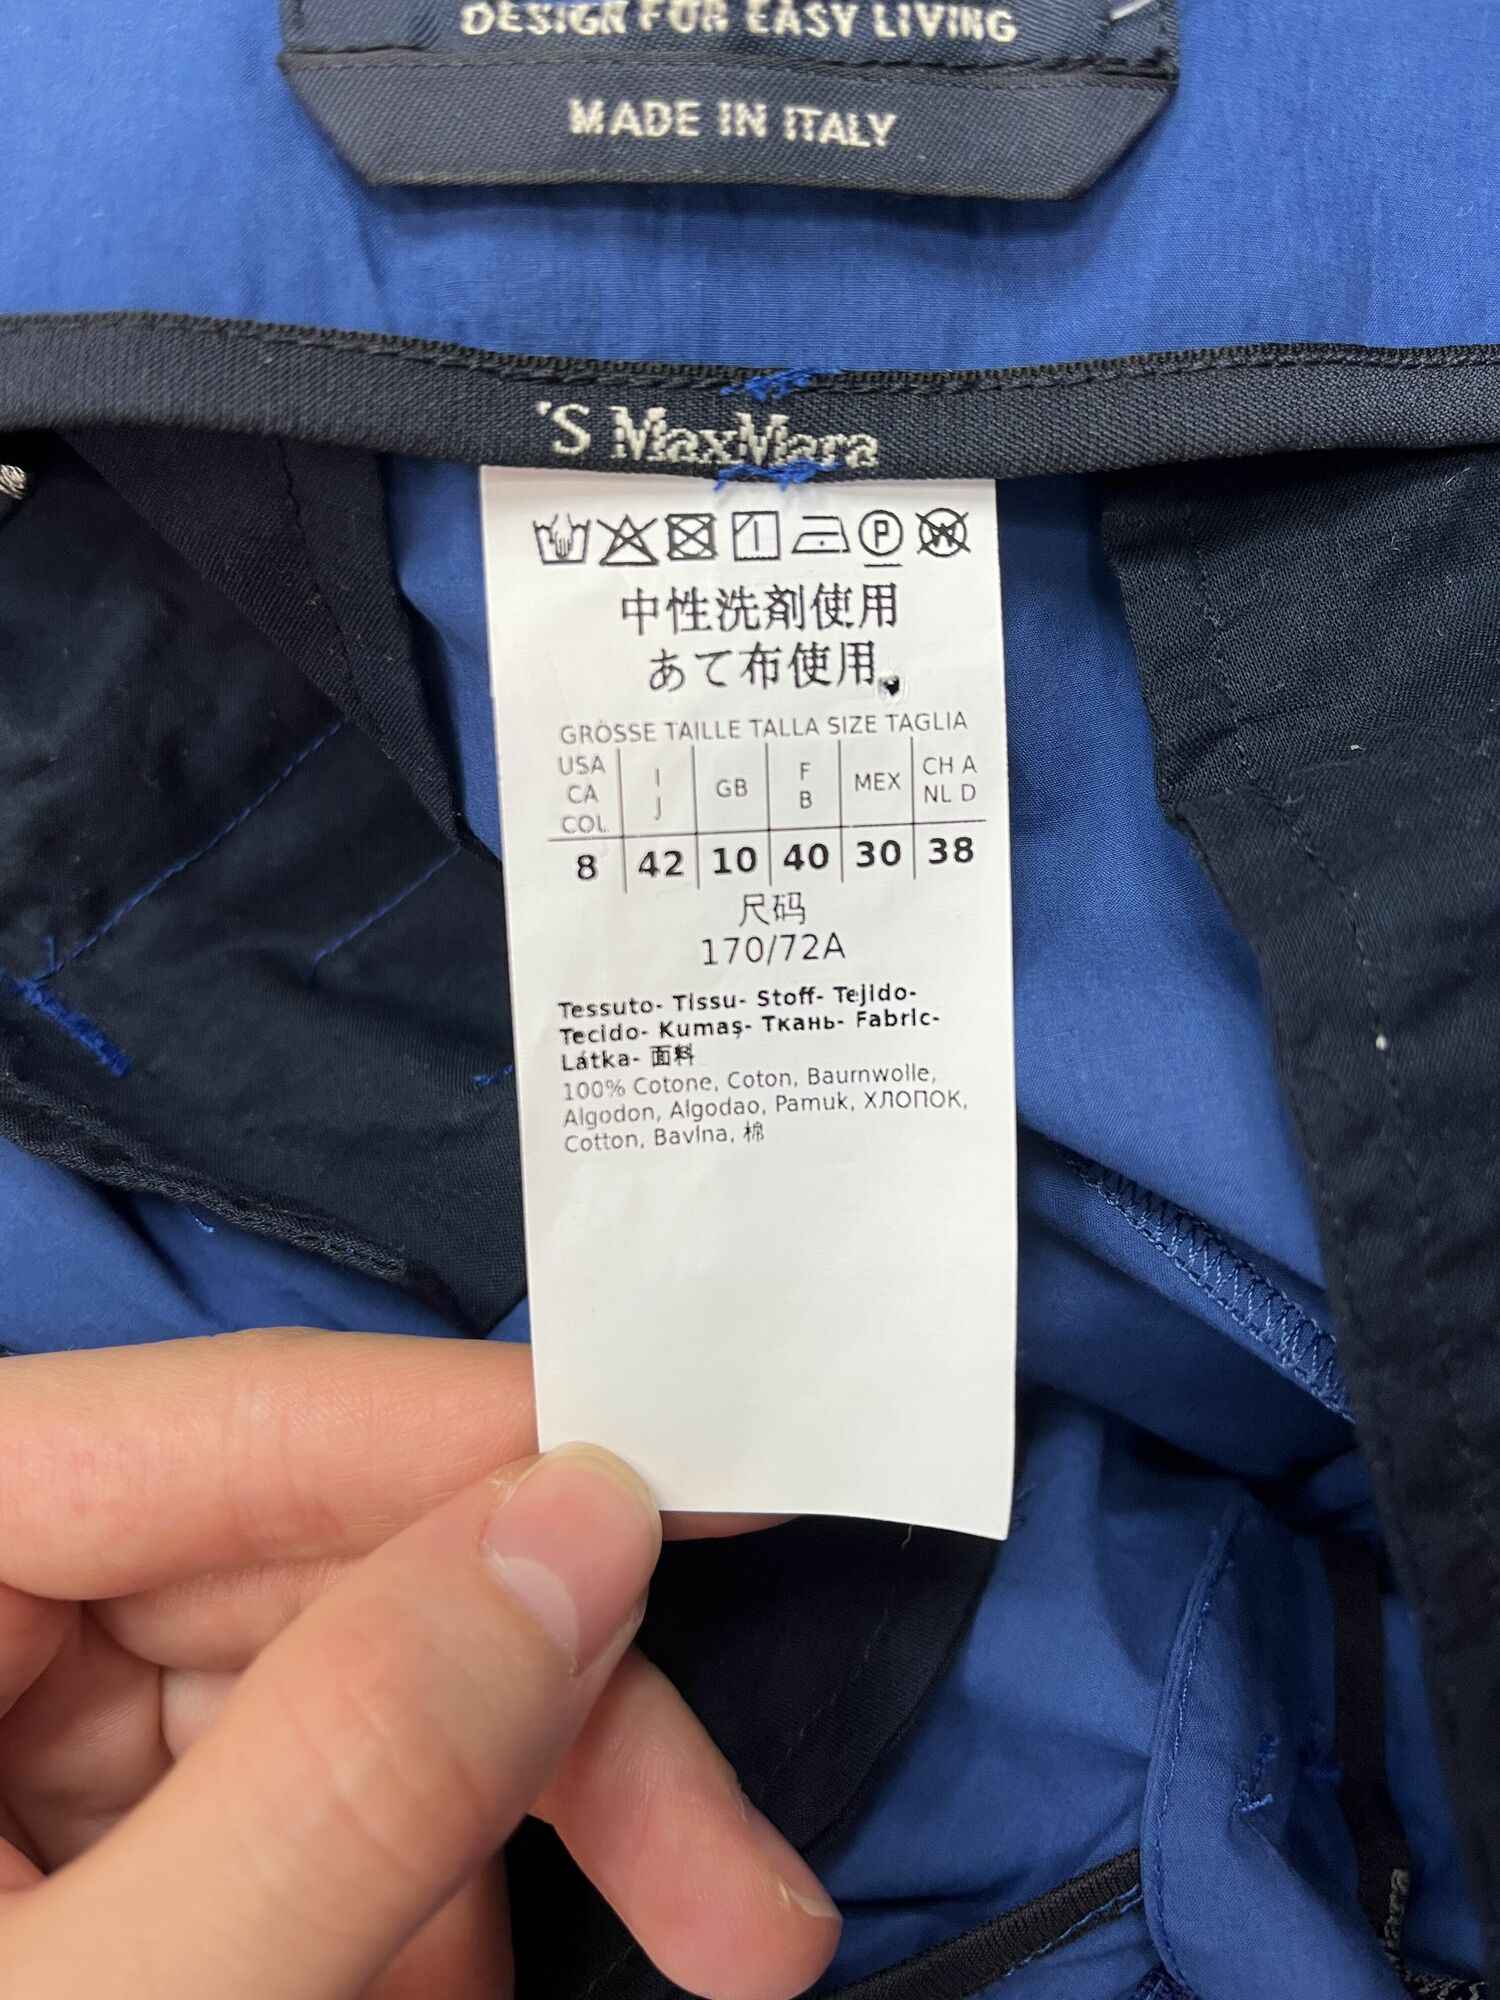 DESIGN FOR EASY LIVING
MADE IN ITALY
'S MaxMara
P
W
中性洗剤使用
あて布使用
GRÖSSE TAILLE TALLA SIZE TAGLIA
USA CA COL
I J
GB
F B
MEX
CH A NL D
8 42 10 40 30 38
尺码
170/72A
Tessuto- Tissu- Stoff- Tejido-
Tecido- Kumaş- Ткань- Fabric-
Látka- 面料
100% Cotone, Coton, Baumwolle,
Algodon, Algodao, Pamuk, ХЛОПОК,
Cotton, Bavlna, 棉